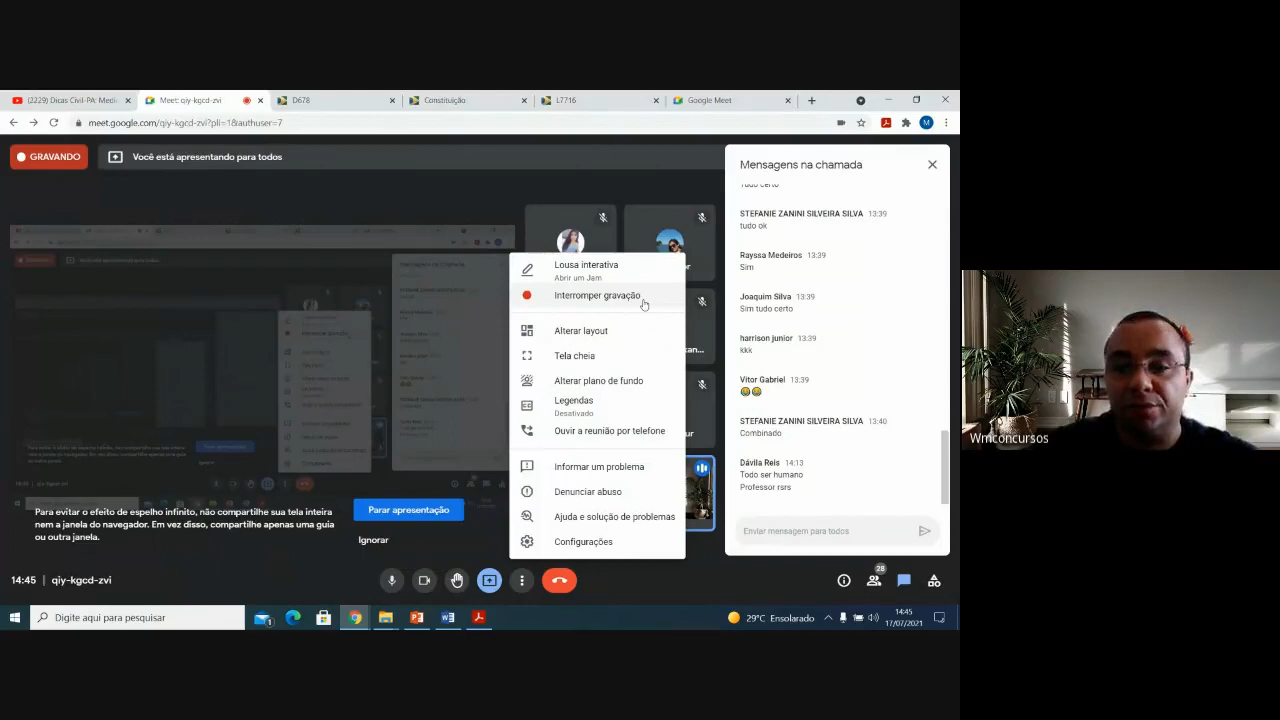 (2229) Dicas Civil-PA: Medi
Meet: qiy-kgcd-zvi
D678
Constituição
L7716
Google Meet
meet.google.com/qiy-kgcd-zvi?pli=1&authuser=7
M
GRAVANDO
Você está apresentando para todos
Mensagens na chamada
Tudo certo
STEFANIE ZANINI SILVEIRA SILVA 13:39
tudo ok
Rayssa Medeiros 13:39
Sim
Joaquim Silva 13:39
Sim tudo certo
harrison junior 13:39
kkk
Vitor Gabriel 13:39
😂😂
STEFANIE ZANINI SILVEIRA SILVA 13:40
Combinado
Dávila Reis 14:13
Todo ser humano
Professor rsrs
Enviar mensagem para todos
Lousa interativa
Abrir um Jam
Interromper gravação
Alterar layout
Tela cheia
Alterar plano de fundo
Legendas
Desativado
Ouvir a reunião por telefone
Informar um problema
Denunciar abuso
Ajuda e solução de problemas
Configurações
Para evitar o efeito de espelho infinito, não compartilhe sua tela inteira
nem a janela do navegador. Em vez disso, compartilhe apenas uma guia
ou outra janela.
Parar apresentação
Ignorar
14:45 | qiy-kgcd-zvi
28
Digite aqui para pesquisar
29°C Ensolarado
14:45
17/07/2021
Wmconcursos